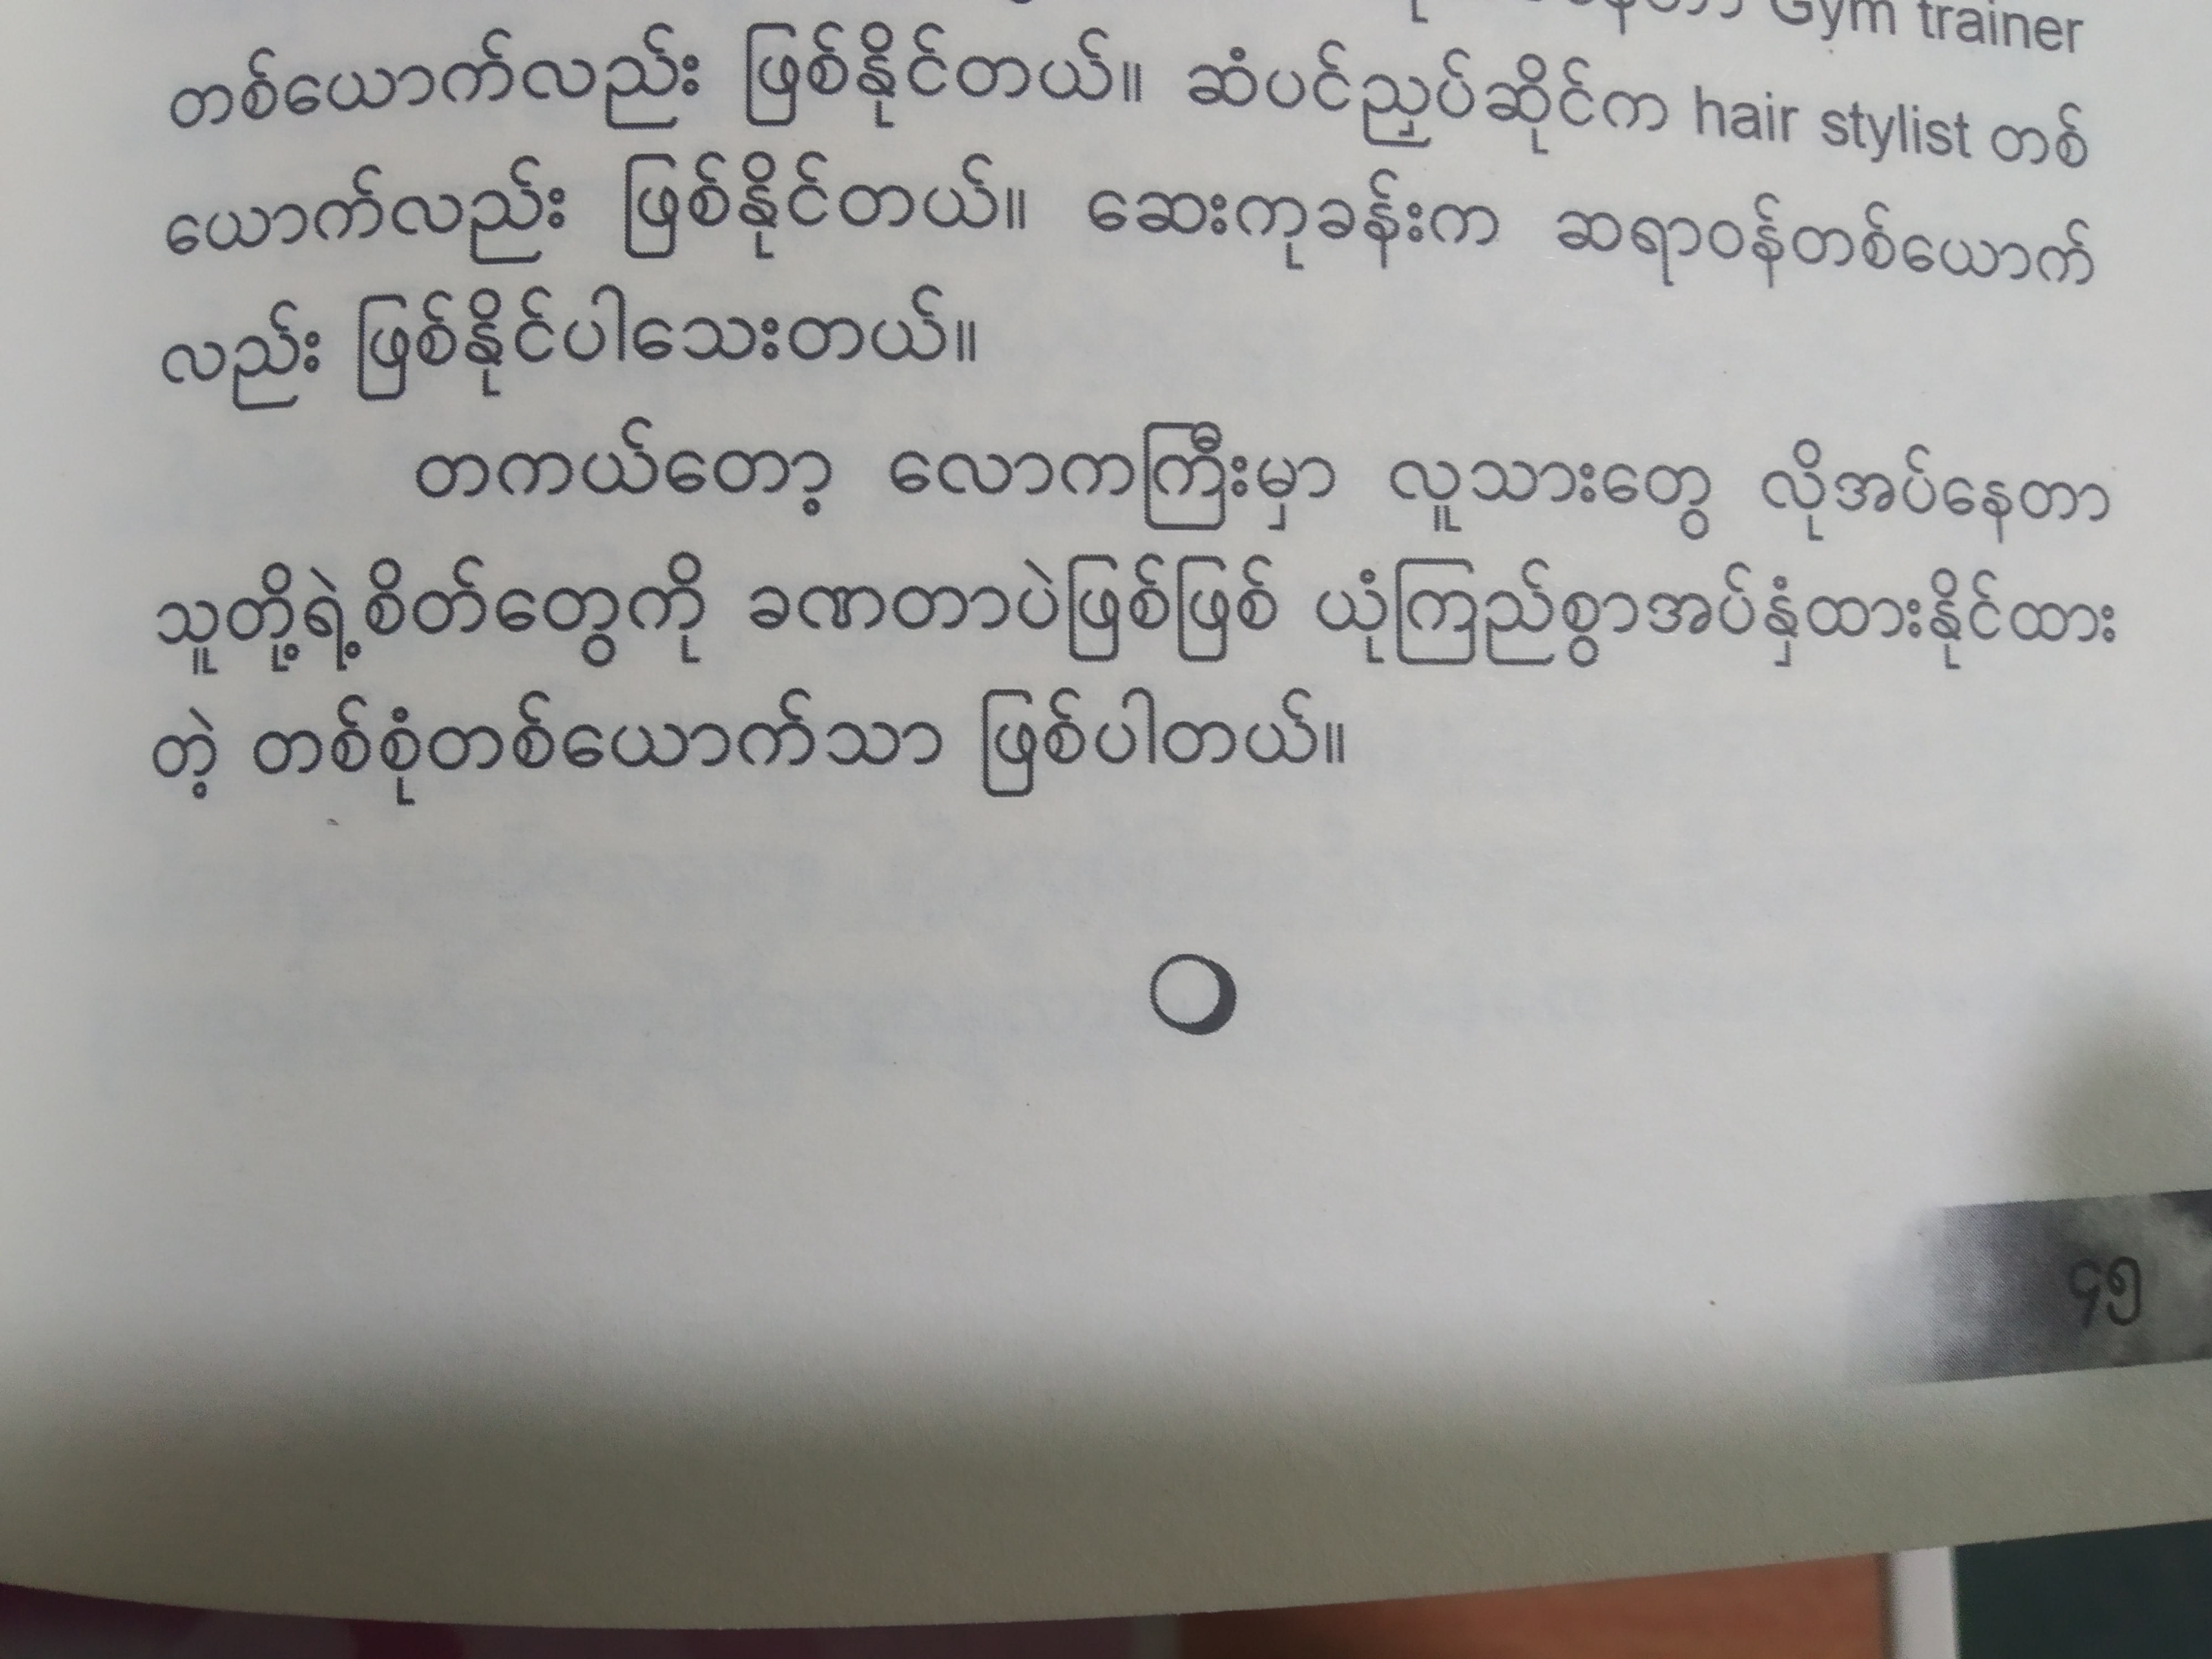 Gym trainer
တစ်ယောက်လည်း ဖြစ်နိုင်တယ်။ ဆံပင်ညှပ်ဆိုင်က hair stylist တစ်
ယောက်လည်း ဖြစ်နိုင်တယ်။ ဆေးကုခန်းက ဆရာဝန်တစ်ယောက်
လည်း ဖြစ်နိုင်ပါသေးတယ်။
တကယ်တော့ လောကကြီးမှာ လူသားတွေ လိုအပ်နေတာ
သူတို့ရဲ့စိတ်တွေကို ခဏတာပဲဖြစ်ဖြစ် ယုံကြည်စွာအပ်နှံထားနိုင်ထား
တဲ့ တစ်စုံတစ်ယောက်သာ ဖြစ်ပါတယ်။
၄၅